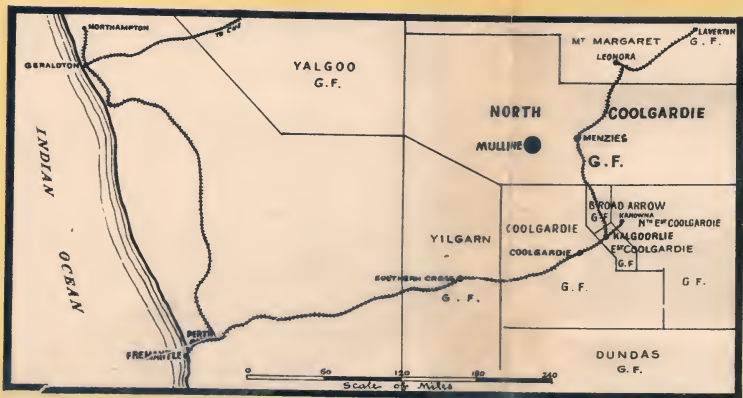 NORTHAMPTON
TO CUE
GERALDTON
YALGOO
G.F.
MT MARGARET
G. F.
LAVERTON
LEONORA
NORTH
COOLGARDIE
MULLINE
MENZIES
G.F.
INDIAN
OCEAN
BROAD ARROW
G.F
KANOWNA
NTH EST COOLGARDIE
KALGOORLIE
EST COOLGARDIE
G.F
G.F.
YILGARN
G. F.
COOLGARDIE
COOLGARDIE
G.F.
SOUTHERN CROSS
PERTH
FREMANTLE
DUNDAS
G.F.
0 60 120 180 240
Scale of Miles